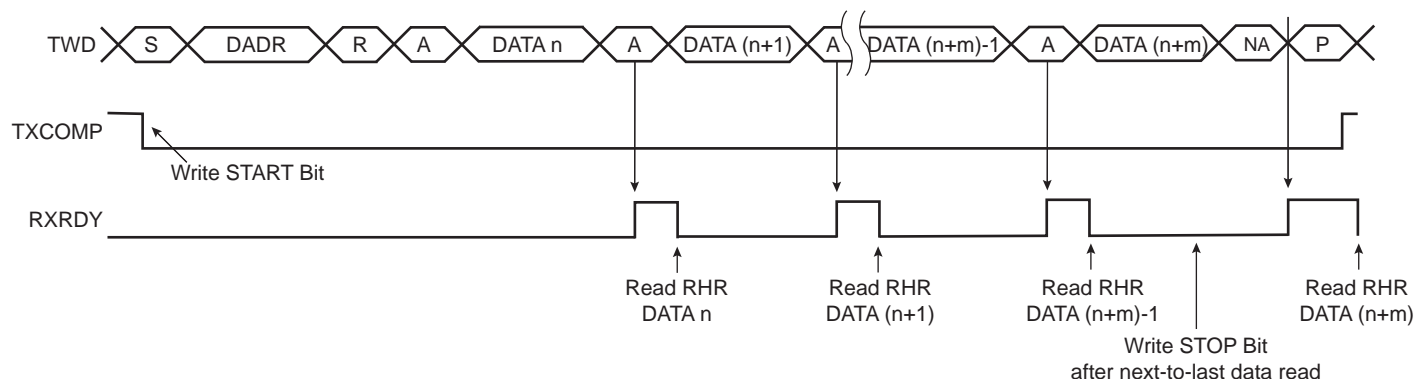 TWD S DADR R A DATA n A DATA (n+1) A DATA (n+m)-1 A DATA (n+m) NA P
TXCOMP
Write START Bit
RXRDY
Read RHR
DATA n
Read RHR
DATA (n+1)
Read RHR
DATA (n+m)-1
Read RHR
DATA (n+m)
Write STOP Bit
after next-to-last data read